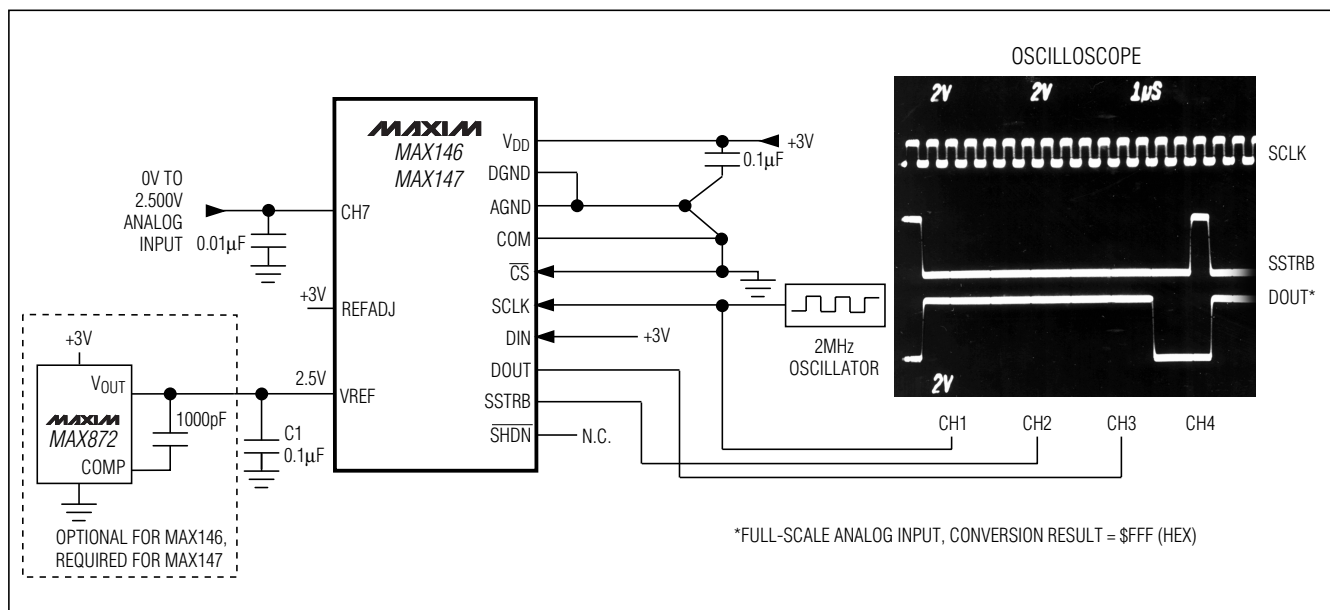 OSCILLOSCOPE
2V 2V 1µS
SCLK
SSTRB
DOUT*
2V
CH1 CH2 CH3 CH4
MAXIM
MAX146
MAX147
0V TO
2.500V
ANALOG
INPUT
0.01µF
CH7
+3V
REFADJ
2.5V
VREF
VDD
DGND
AGND
COM
CS
SCLK
DIN
DOUT
SSTRB
SHDN
+3V
0.1µF
+3V
N.C.
2MHz
OSCILLATOR
+3V
VOUT
MAXIM
MAX872
COMP
1000pF
C1
0.1µF
OPTIONAL FOR MAX146,
REQUIRED FOR MAX147
*FULL-SCALE ANALOG INPUT, CONVERSION RESULT = $FFF (HEX)